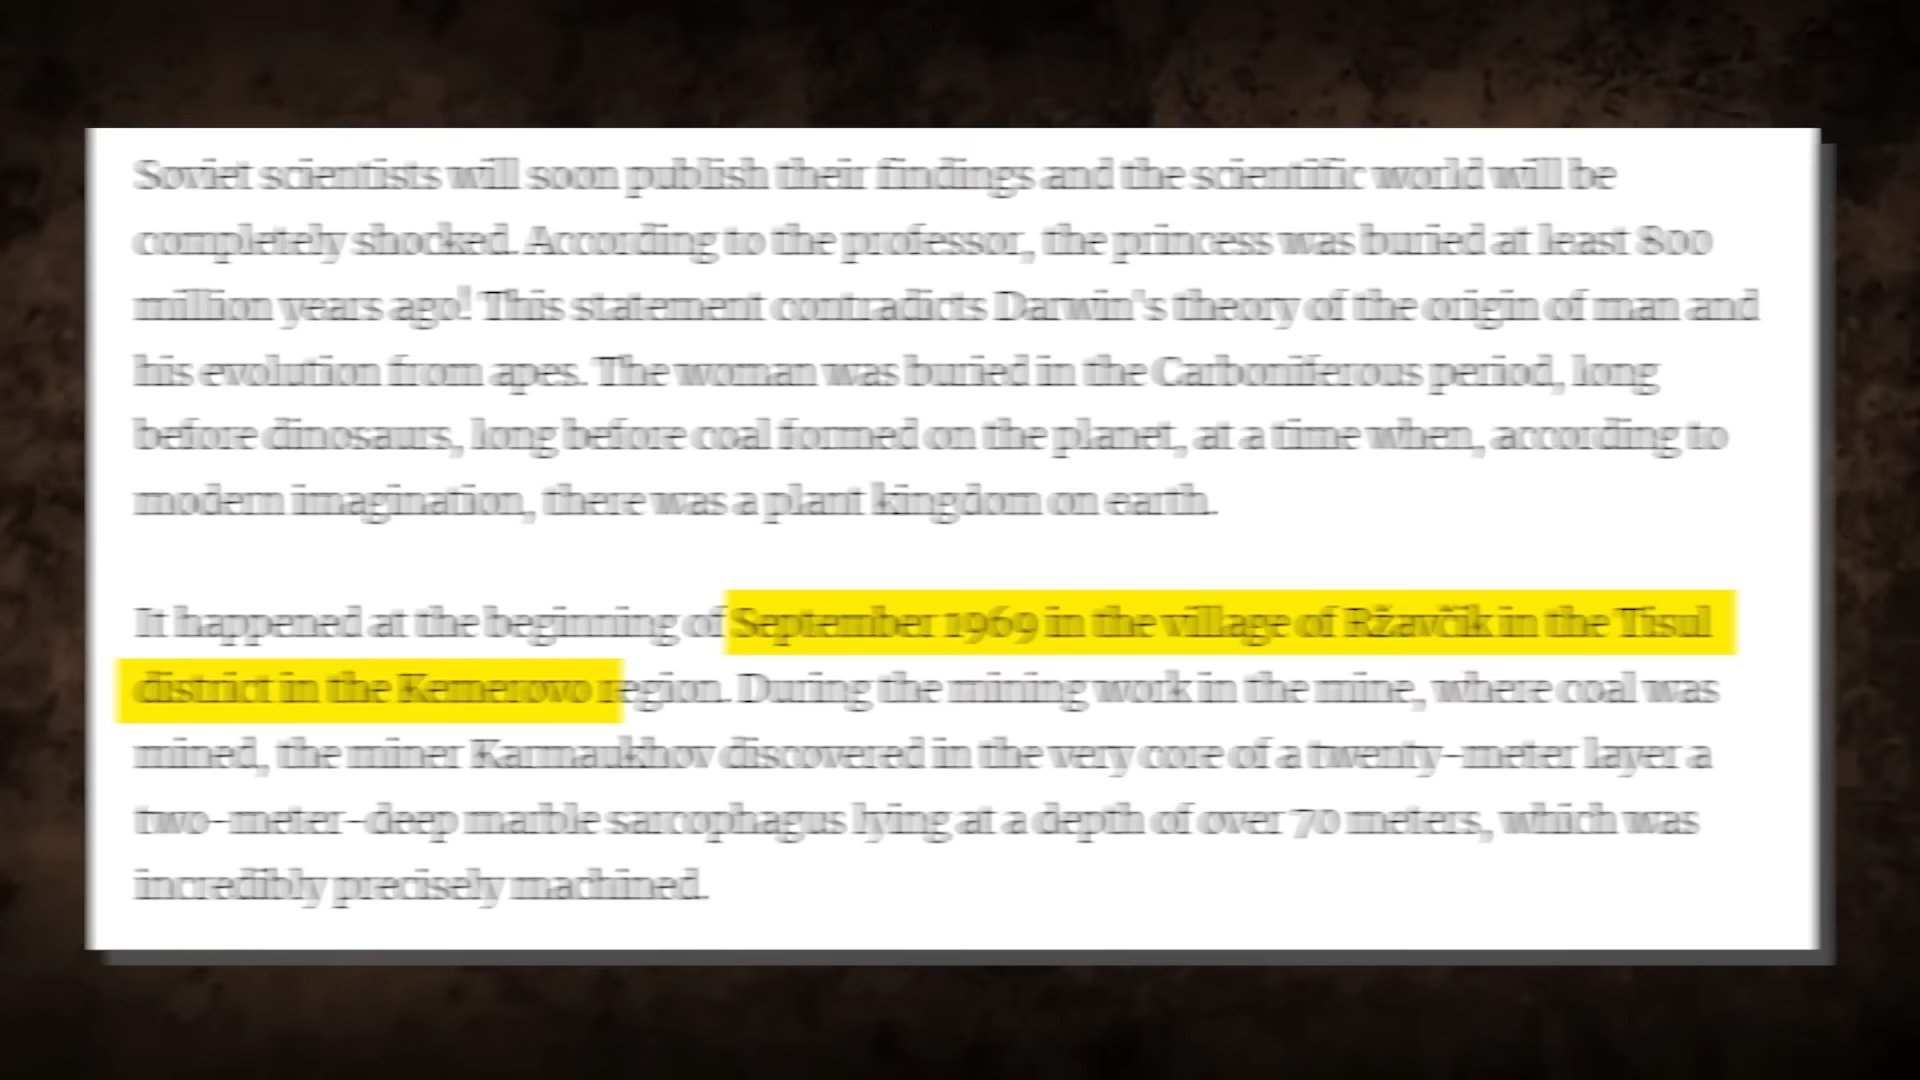 Soviet scientists will soon publish their findings and the scientific world will be
completely shocked. According to the professor, the princess was buried at least 800
million years ago! This statement contradicts Darwin's theory of the origin of man and
his evolution from apes. The woman was buried in the Carboniferous period, long
before dinosaurs, long before coal formed on the planet, at a time when, according to
modern imagination, there was a plant kingdom on earth.
It happened at the beginning of September 1969 in the village of Ržavčik in the Tisul
district in the Kemerovo region. During the mining work in the mine, where coal was
mined, the miner Karnaukhov discovered in the very core of a twenty-meter layer a
two-meter-deep marble sarcophagus lying at a depth of over 70 meters, which was
incredibly precisely machined.